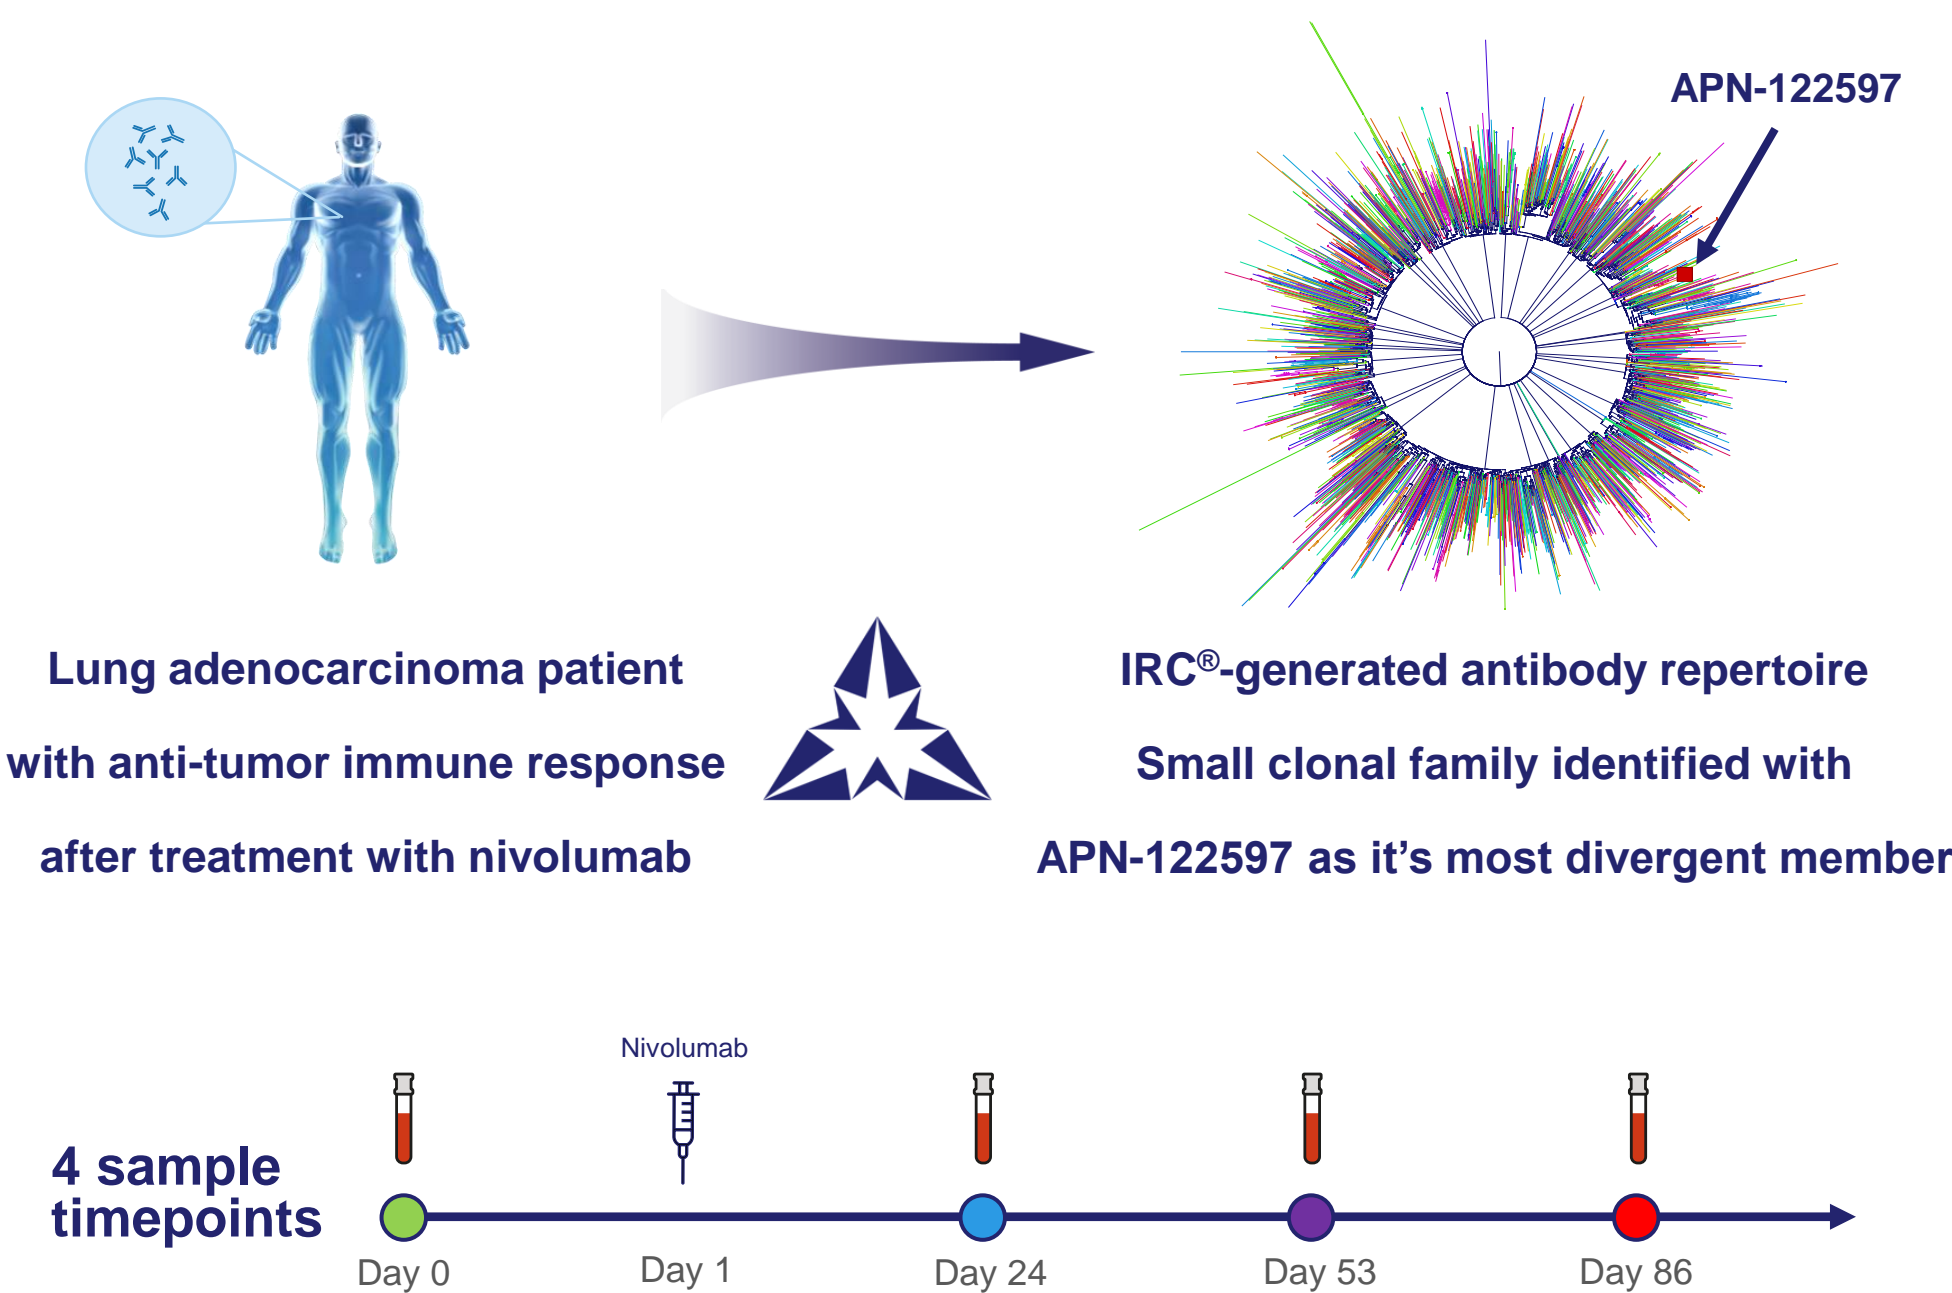 APN-122597
Lung adenocarcinoma patient
with anti-tumor immune response
after treatment with nivolumab
IRC®-generated antibody repertoire
Small clonal family identified with
APN-122597 as it’s most divergent member
Nivolumab
4 sample
timepoints
Day 0
Day 1
Day 24
Day 53
Day 86